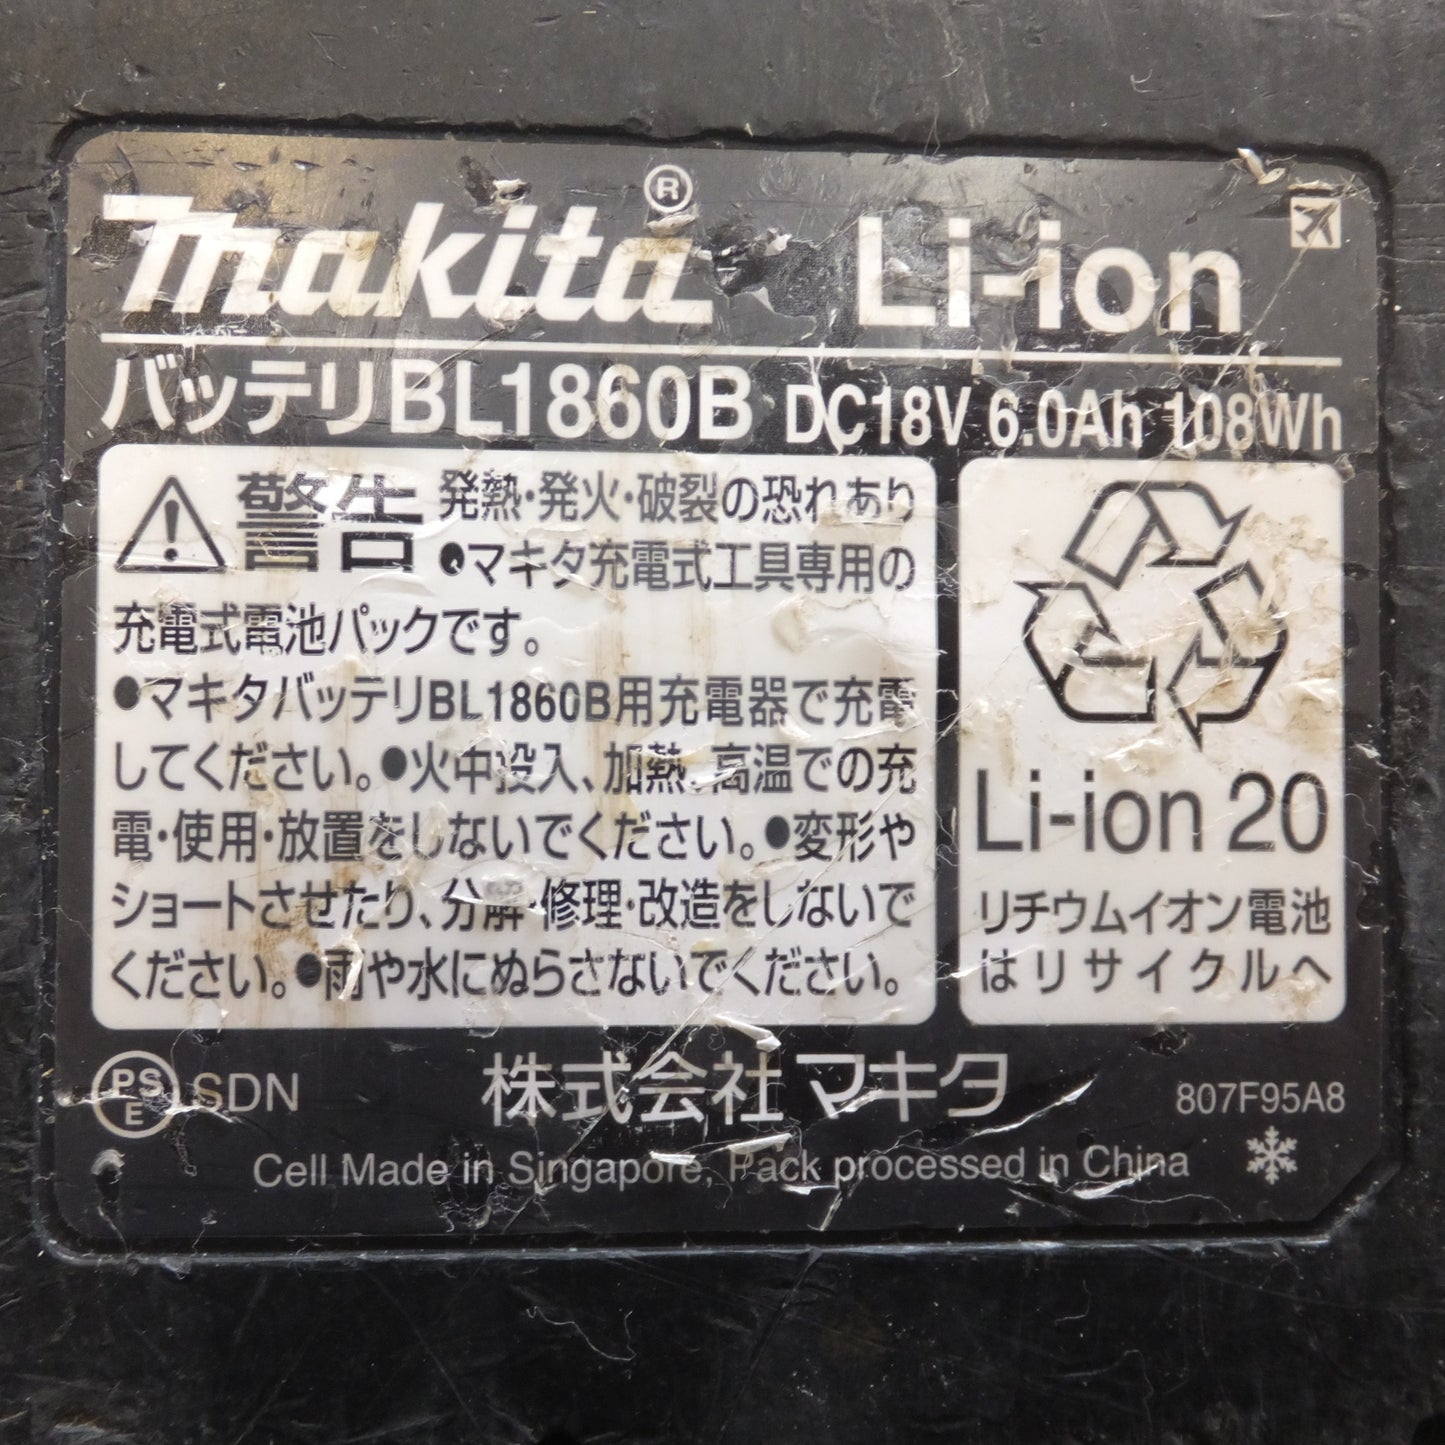 makita® Li-ion
バッテリBL1860B DC18V 6.0Ah 108Wh
警告 発熱・発火・破裂の恐れあり
●マキタ充電式工具専用の
充電式電池パックです。
●マキタバッテリBL1860B用充電器で充電
してください。●火中投入、加熱、高温での充
電・使用・放置をしないでください。●変形や
ショートさせたり、分解・修理・改造をしないで
ください。●雨や水にぬらさないでください。
Li-ion 20
リチウムイオン電池
はリサイクルへ
PSE SDN 株式会社マキタ 807F95A8
Cell Made in Singapore, Pack processed in China